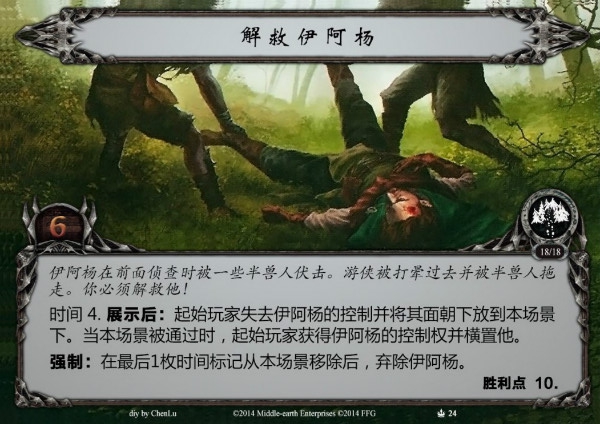 解救伊阿杨
6
18/18
伊阿杨在前面侦查时被一些半兽人伏击。游侠被打晕过去并被半兽人拖
走。你必须解救他！
时间 4. 展示后：起始玩家失去伊阿杨的控制并将其面朝下放到本场景
下。当本场景被通过时，起始玩家获得伊阿杨的控制权并横置他。
强制：在最后1枚时间标记从本场景移除后，弃除伊阿杨。
胜利点 10.
diy by ChenLu ©2014 Middle-earth Enterprises ©2014 FFG 24